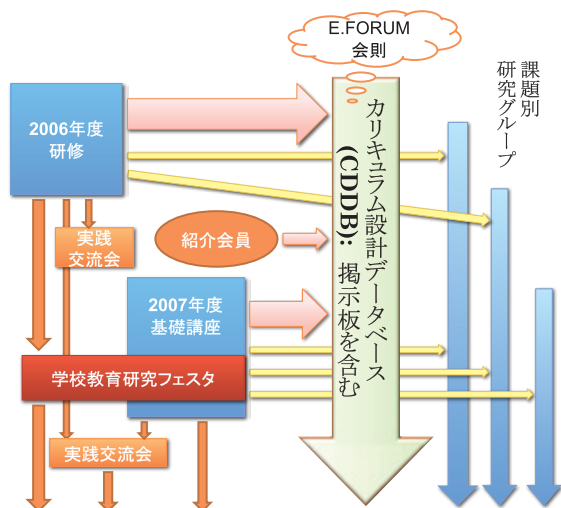 E.FORUM
会則
課題別
研究グループ
2006年度
研修
カリキュラム設計データベース
(CDDB): 掲示板を含む
実践
交流会
紹介会員
2007年度
基礎講座
学校教育研究フェスタ
実践交流会